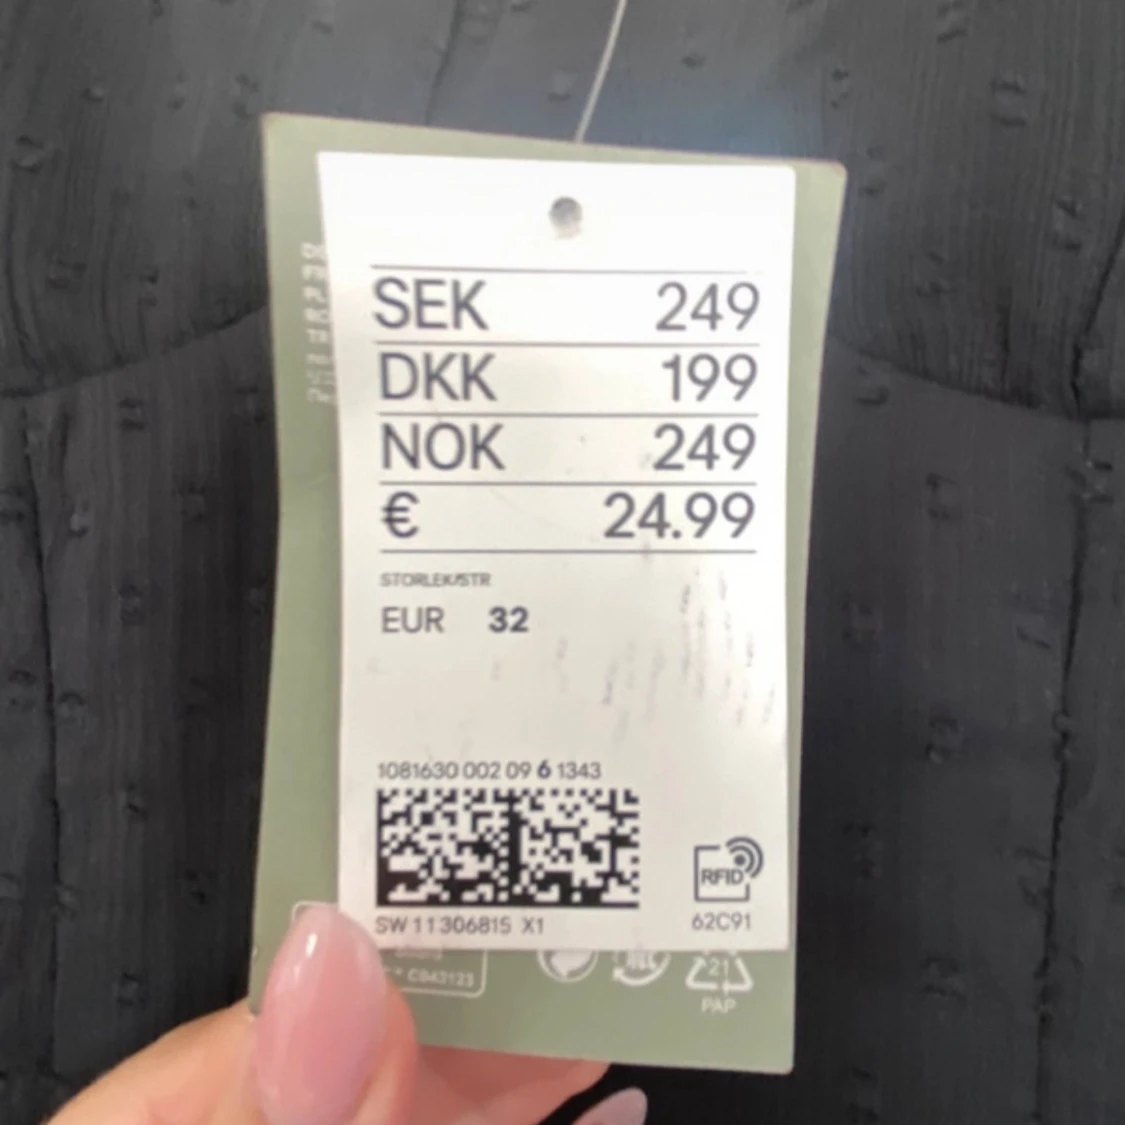 SEK 249
DKK 199
NOK 249
€ 24.99
STORLEK/STR
EUR 32
1081630 002 09 6 1343
RFID
SW 11306815 X1
62C91
C043123
21
PAP